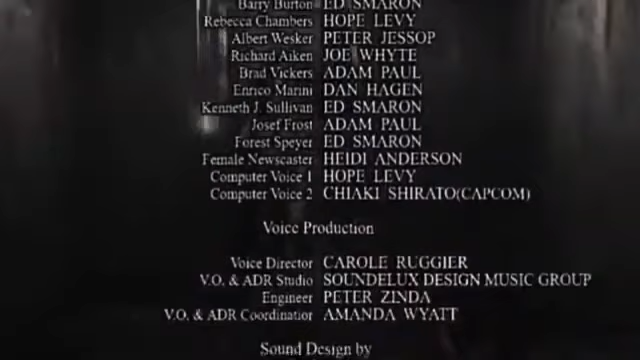 Barry Burton ED SMARON
Rebecca Chambers HOPE LEVY
Albert Wesker PETER JESSOP
Richard Aiken JOE WHYTE
Brad Vickers ADAM PAUL
Enrico Marini DAN HAGEN
Kenneth J. Sullivan ED SMARON
Josef Frost ADAM PAUL
Forest Speyer ED SMARON
Female Newscaster HEIDI ANDERSON
Computer Voice 1 HOPE LEVY
Computer Voice 2 CHIAKI SHIRATO(CAPCOM)
Voice Production
Voice Director CAROLE RUGGIER
V.O. & ADR Studio SOUNDELUX DESIGN MUSIC GROUP
Engineer PETER ZINDA
V.O. & ADR Coordinatior AMANDA WYATT
Sound Design by